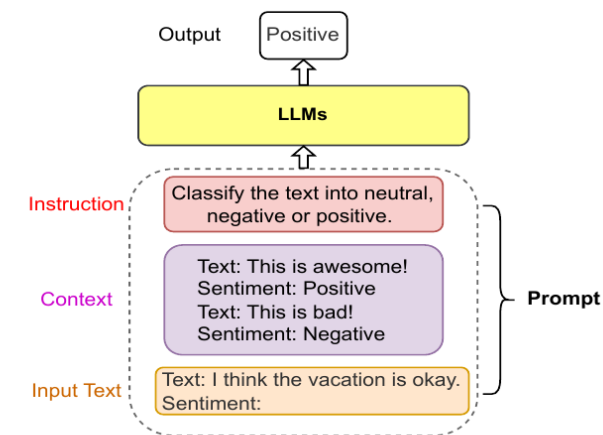 Output
Positive
LLMs
Instruction
Classify the text into neutral,
negative or positive.
Context
Text: This is awesome!
Sentiment: Positive
Text: This is bad!
Sentiment: Negative
Prompt
Input Text
Text: I think the vacation is okay.
Sentiment: